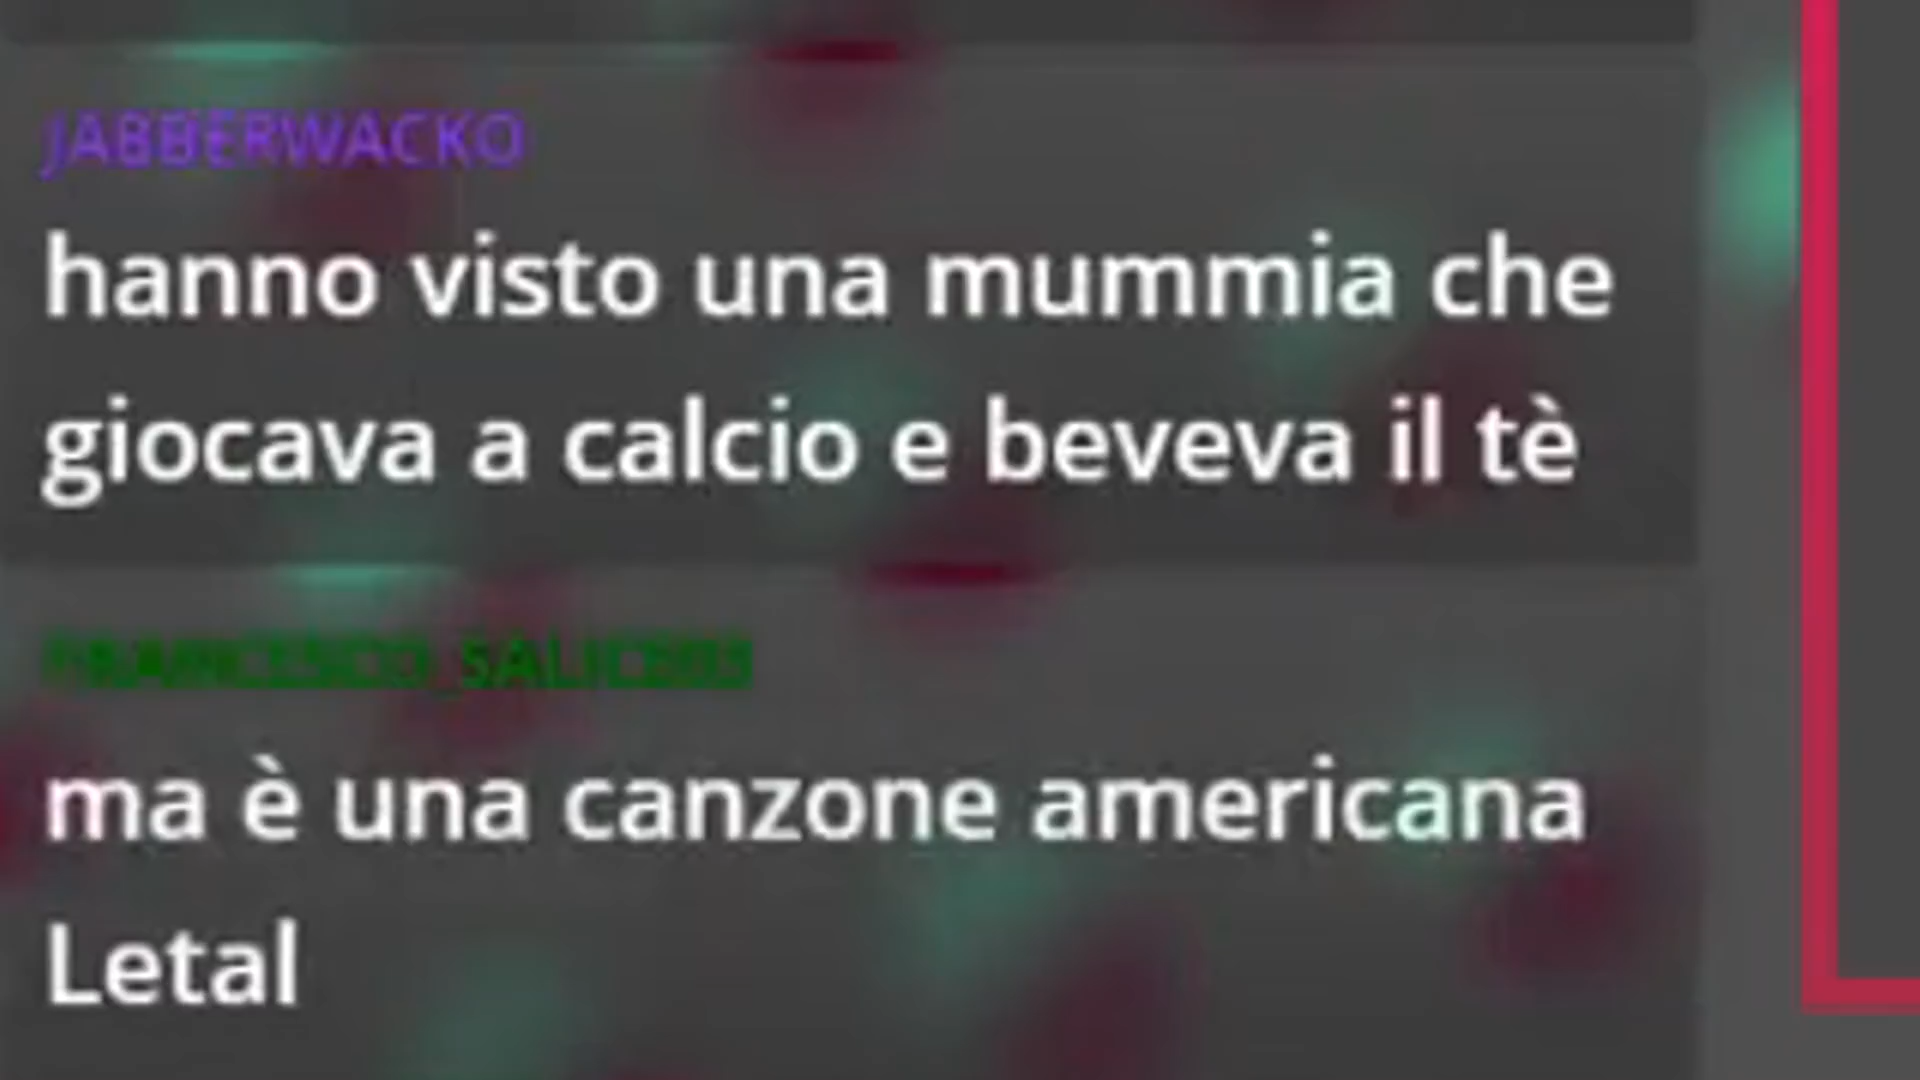 JABBERWACKO
hanno visto una mummia che
giocava a calcio e beveva il tè
ma è una canzone americana
Letal